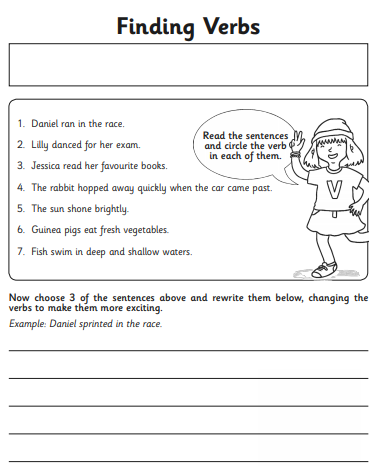 Finding Verbs
1. Daniel ran in the race.
2. Lilly danced for her exam.
3. Jessica read her favourite books.
4. The rabbit hopped away quickly when the car came past.
5. The sun shone brightly.
6. Guinea pigs eat fresh vegetables.
7. Fish swim in deep and shallow waters.
Read the sentences
and circle the verb
in each of them.
V
Now choose 3 of the sentences above and rewrite them below, changing the
verbs to make them more exciting.
Example: Daniel sprinted in the race.